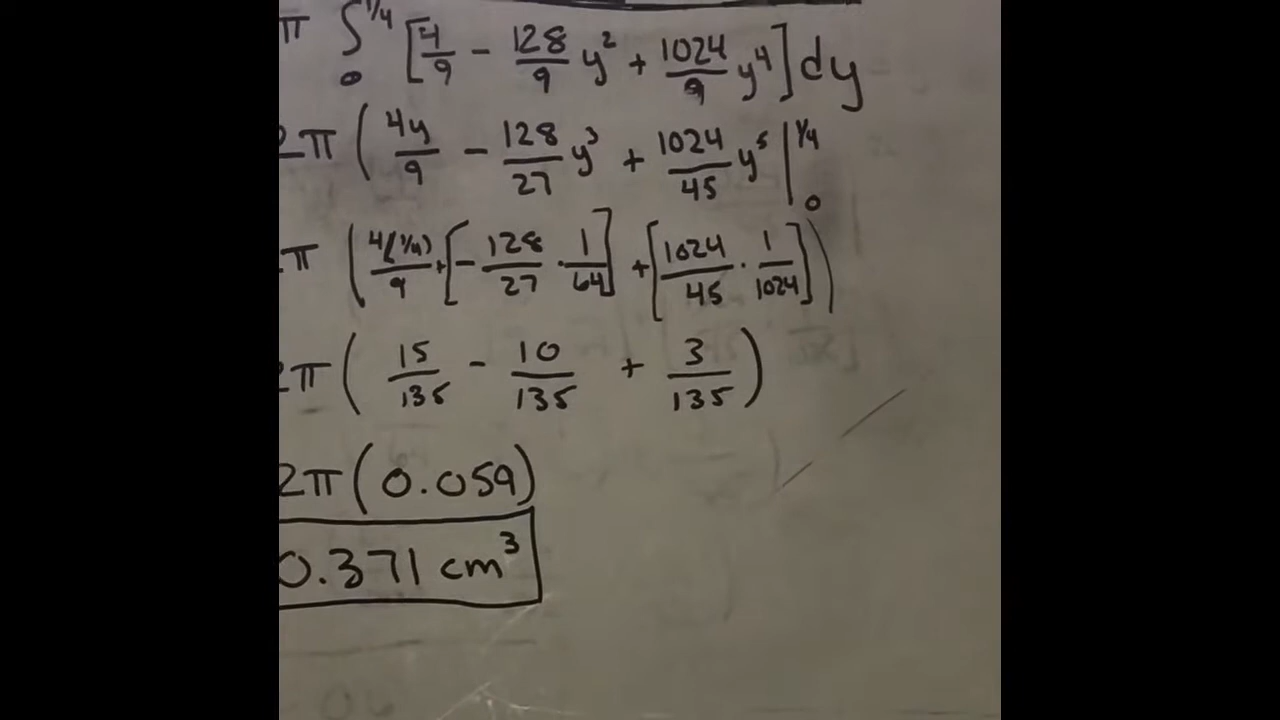 π ∫₀^1/4 [4/9 - 128/9 y² + 1024/9 y⁴] dy
2π (4y/9 - 128/27 y³ + 1024/45 y⁵ |₀^1/4
π (4(1/4)/9 + [- 128/27 · 1/64] + [1024/45 · 1/1024])
2π (15/135 - 10/135 + 3/135)
2π (0.059)
0.371 cm³